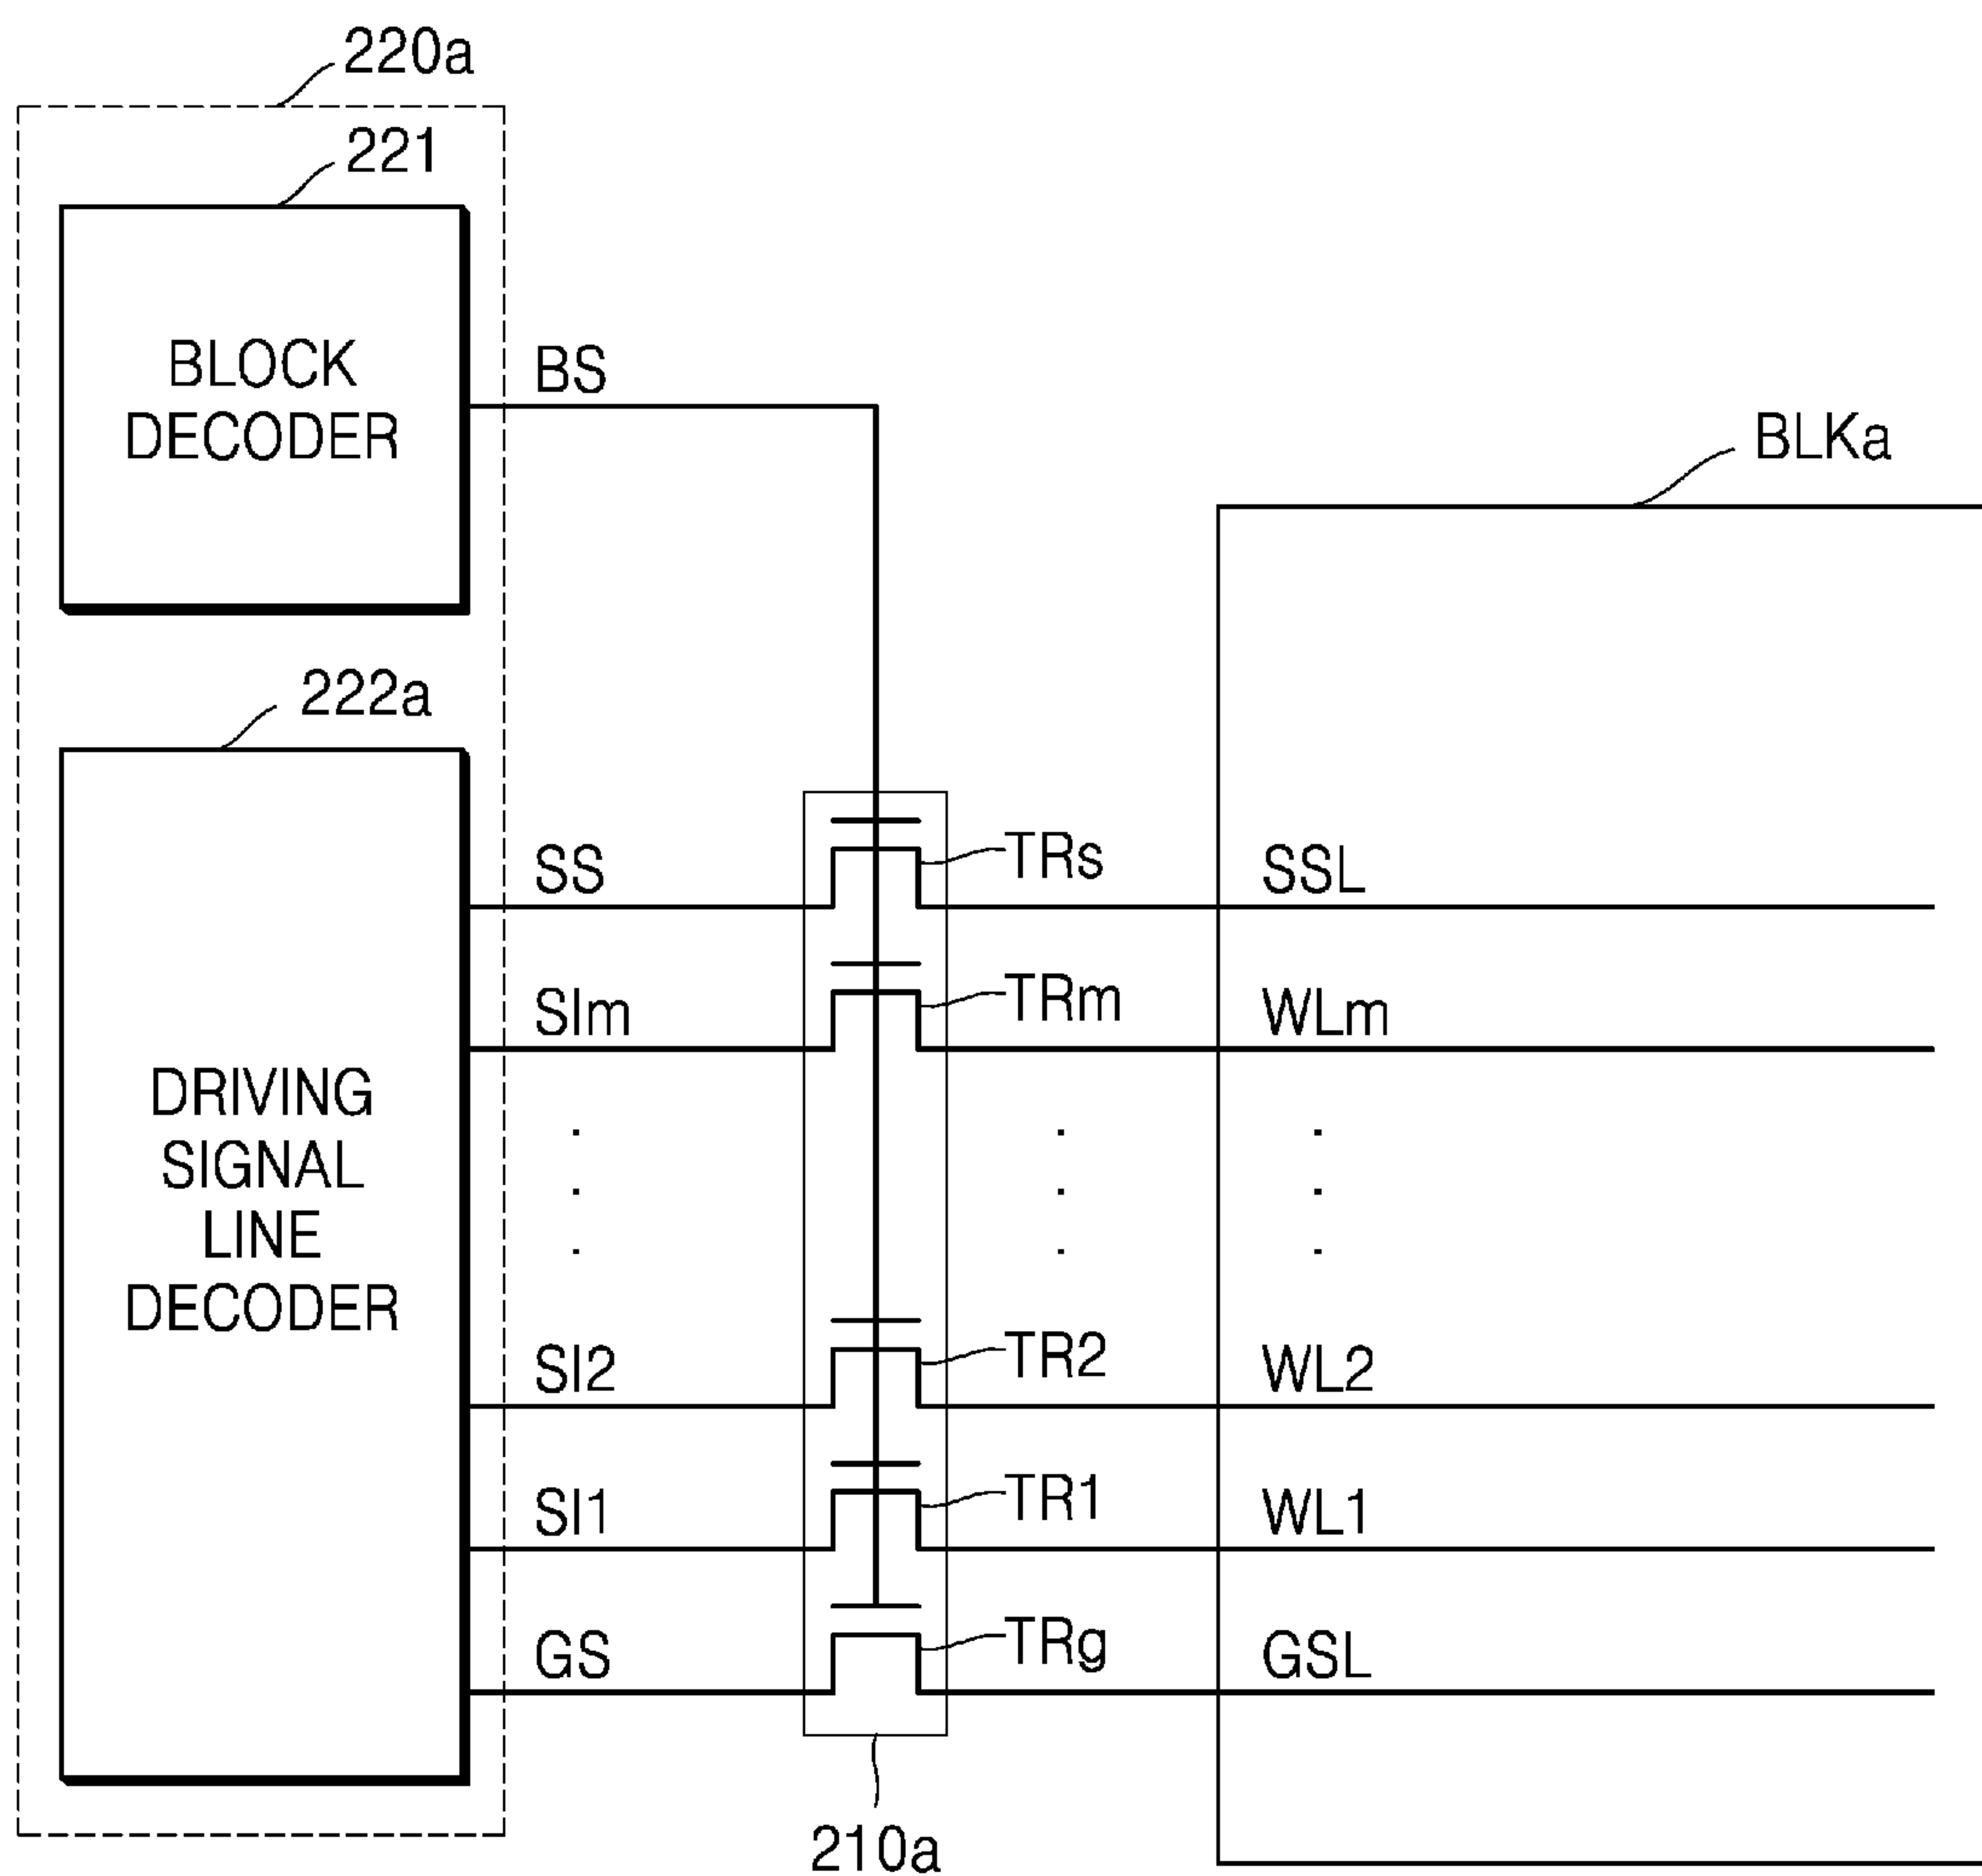 220a
221
BLOCK
DECODER
BS
BLKa
222a
DRIVING
SIGNAL
LINE
DECODER
SS
TRs
SSL
SIm
TRm
WLm
SI2
TR2
WL2
SI1
TR1
WL1
GS
TRg
GSL
210a